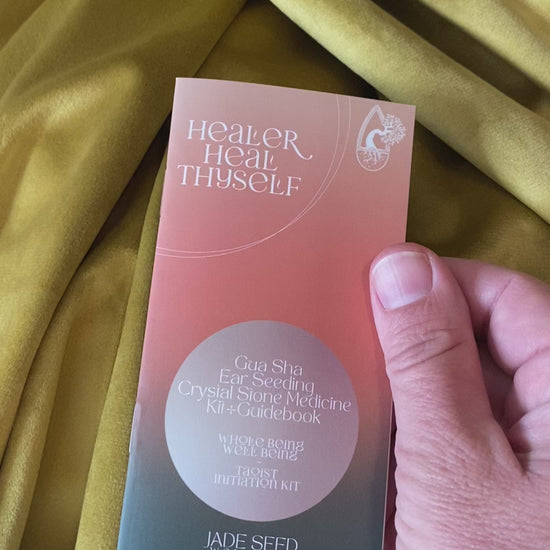 HEALER
HEAL
THYSELF
Gua Sha
Ear Seeding
Crystal Stone Medicine
Kit + Guidebook
WHOLE BEING
WELL BEING
-
TAOIST
INITIATION KIT
JADE SEED